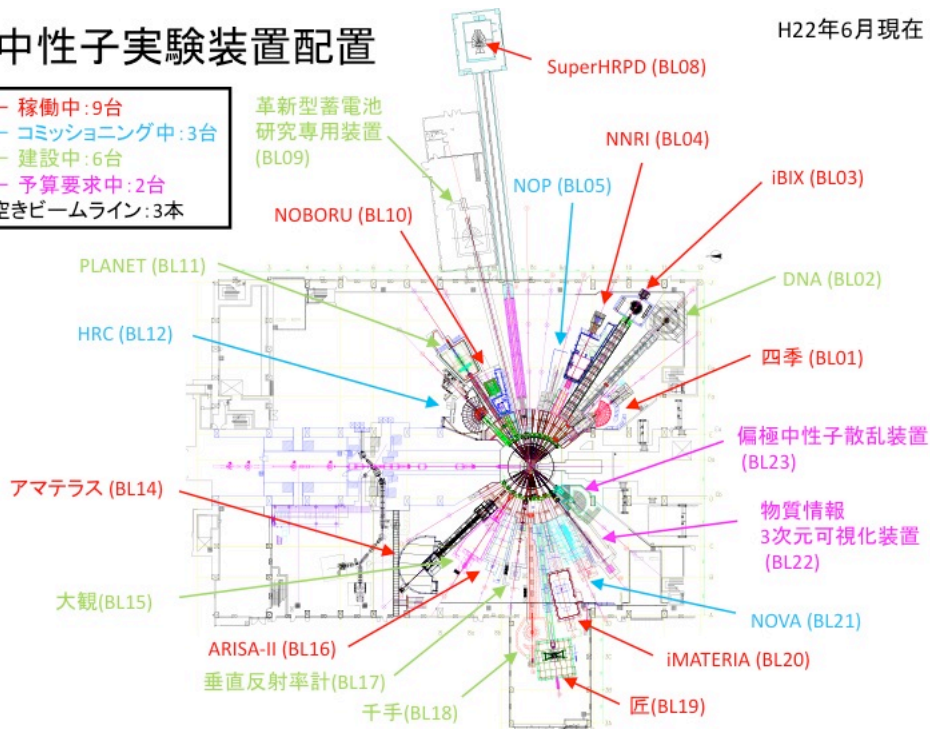 中性子実験装置配置
H22年6月現在
－ 稼働中:9台
－ コミッショニング中:3台
－ 建設中:6台
－ 予算要求中:2台
空きビームライン:3本
SuperHRPD (BL08)
革新型蓄電池
研究専用装置
(BL09)
NNRI (BL04)
NOP (BL05)
iBIX (BL03)
NOBORU (BL10)
PLANET (BL11)
DNA (BL02)
HRC (BL12)
四季 (BL01)
偏極中性子散乱装置
(BL23)
アマテラス (BL14)
物質情報
3次元可視化装置
(BL22)
大観(BL15)
NOVA (BL21)
ARISA-II (BL16)
iMATERIA (BL20)
垂直反射率計(BL17)
千手(BL18)
匠(BL19)